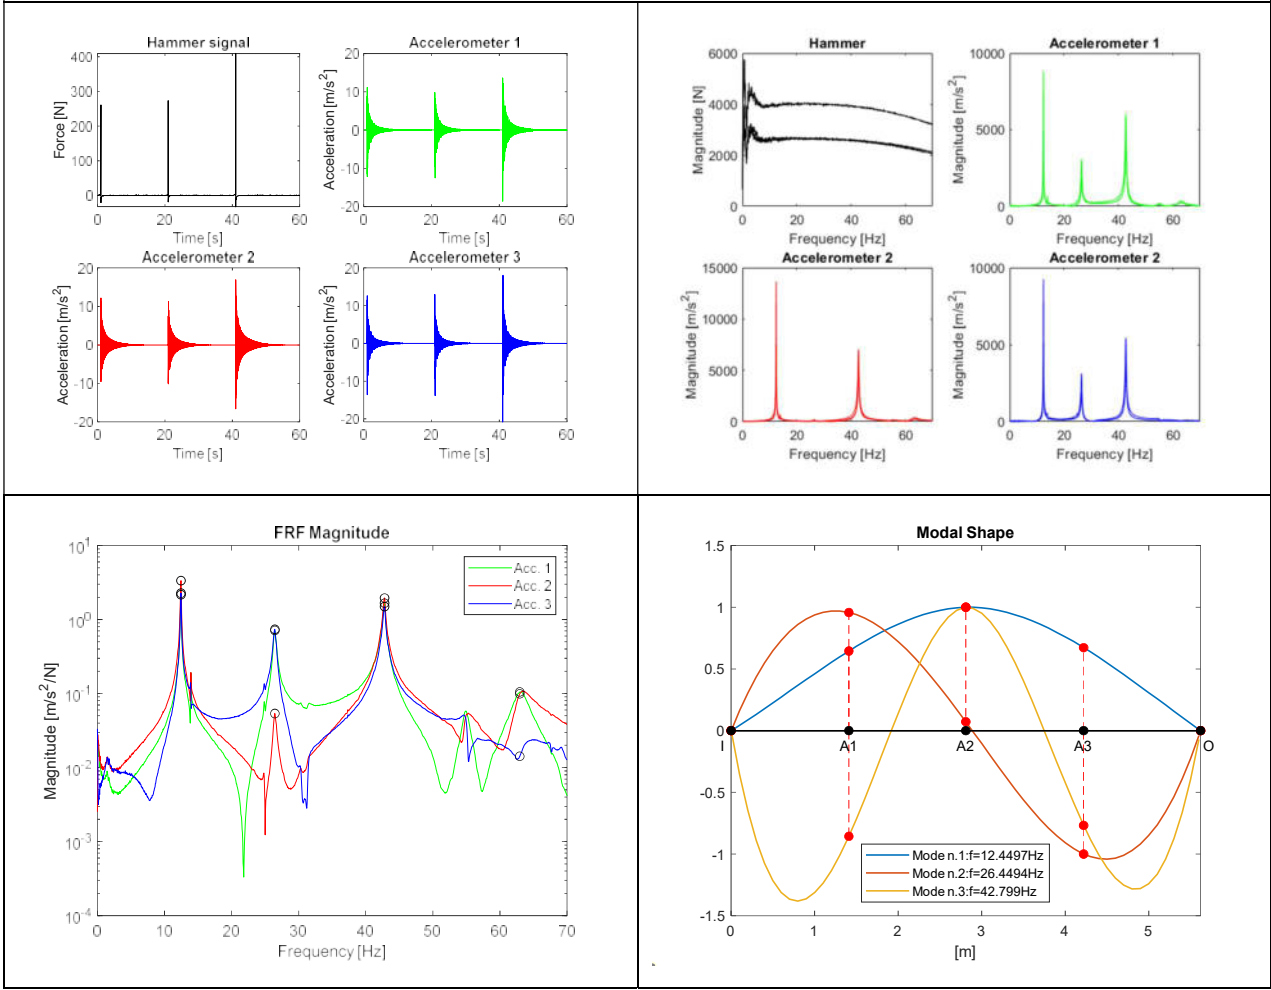 Hammer signal
400
300
200
100
0
Force [N]
0 20 40 60
Time [s]
Accelerometer 1
20
10
0
-10
-20
Acceleration [m/s²]
0 20 40 60
Time [s]
Accelerometer 2
20
10
0
-10
-20
Acceleration [m/s²]
0 20 40 60
Time [s]
Accelerometer 3
20
10
0
-10
-20
Acceleration [m/s²]
0 20 40 60
Time [s]
Hammer
6000
4000
2000
0
Magnitude [N]
0 20 40 60
Frequency [Hz]
Accelerometer 1
10000
5000
0
Magnitude [m/s²]
0 20 40 60
Frequency [Hz]
Accelerometer 2
15000
10000
5000
0
Magnitude [m/s²]
0 20 40 60
Frequency [Hz]
Accelerometer 2
10000
5000
0
Magnitude [m/s²]
0 20 40 60
Frequency [Hz]
FRF Magnitude
10¹
10⁰
10⁻¹
10⁻²
10⁻³
10⁻⁴
Magnitude [m/s²/N]
Acc. 1
Acc. 2
Acc. 3
0 10 20 30 40 50 60 70
Frequency [Hz]
Modal Shape
1.5
1
0.5
0
-0.5
-1
-1.5
I A1 A2 A3 O
Mode n.1:f=12.4497Hz
Mode n.2:f=26.4494Hz
Mode n.3:f=42.799Hz
0 1 2 3 4 5
[m]